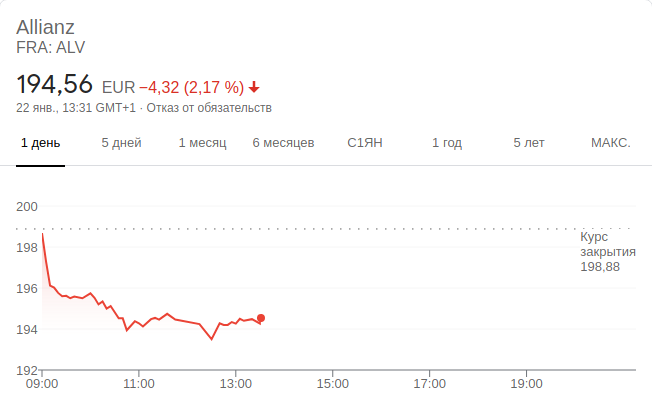 Allianz
FRA: ALV
194,56 EUR −4,32 (2,17 %)
22 янв., 13:31 GMT+1 · Отказ от обязательств
1 день 5 дней 1 месяц 6 месяцев С1ЯН 1 год 5 лет МАКС.
200
198
196
194
192
Курс
закрытия
198,88
09:00 11:00 13:00 15:00 17:00 19:00